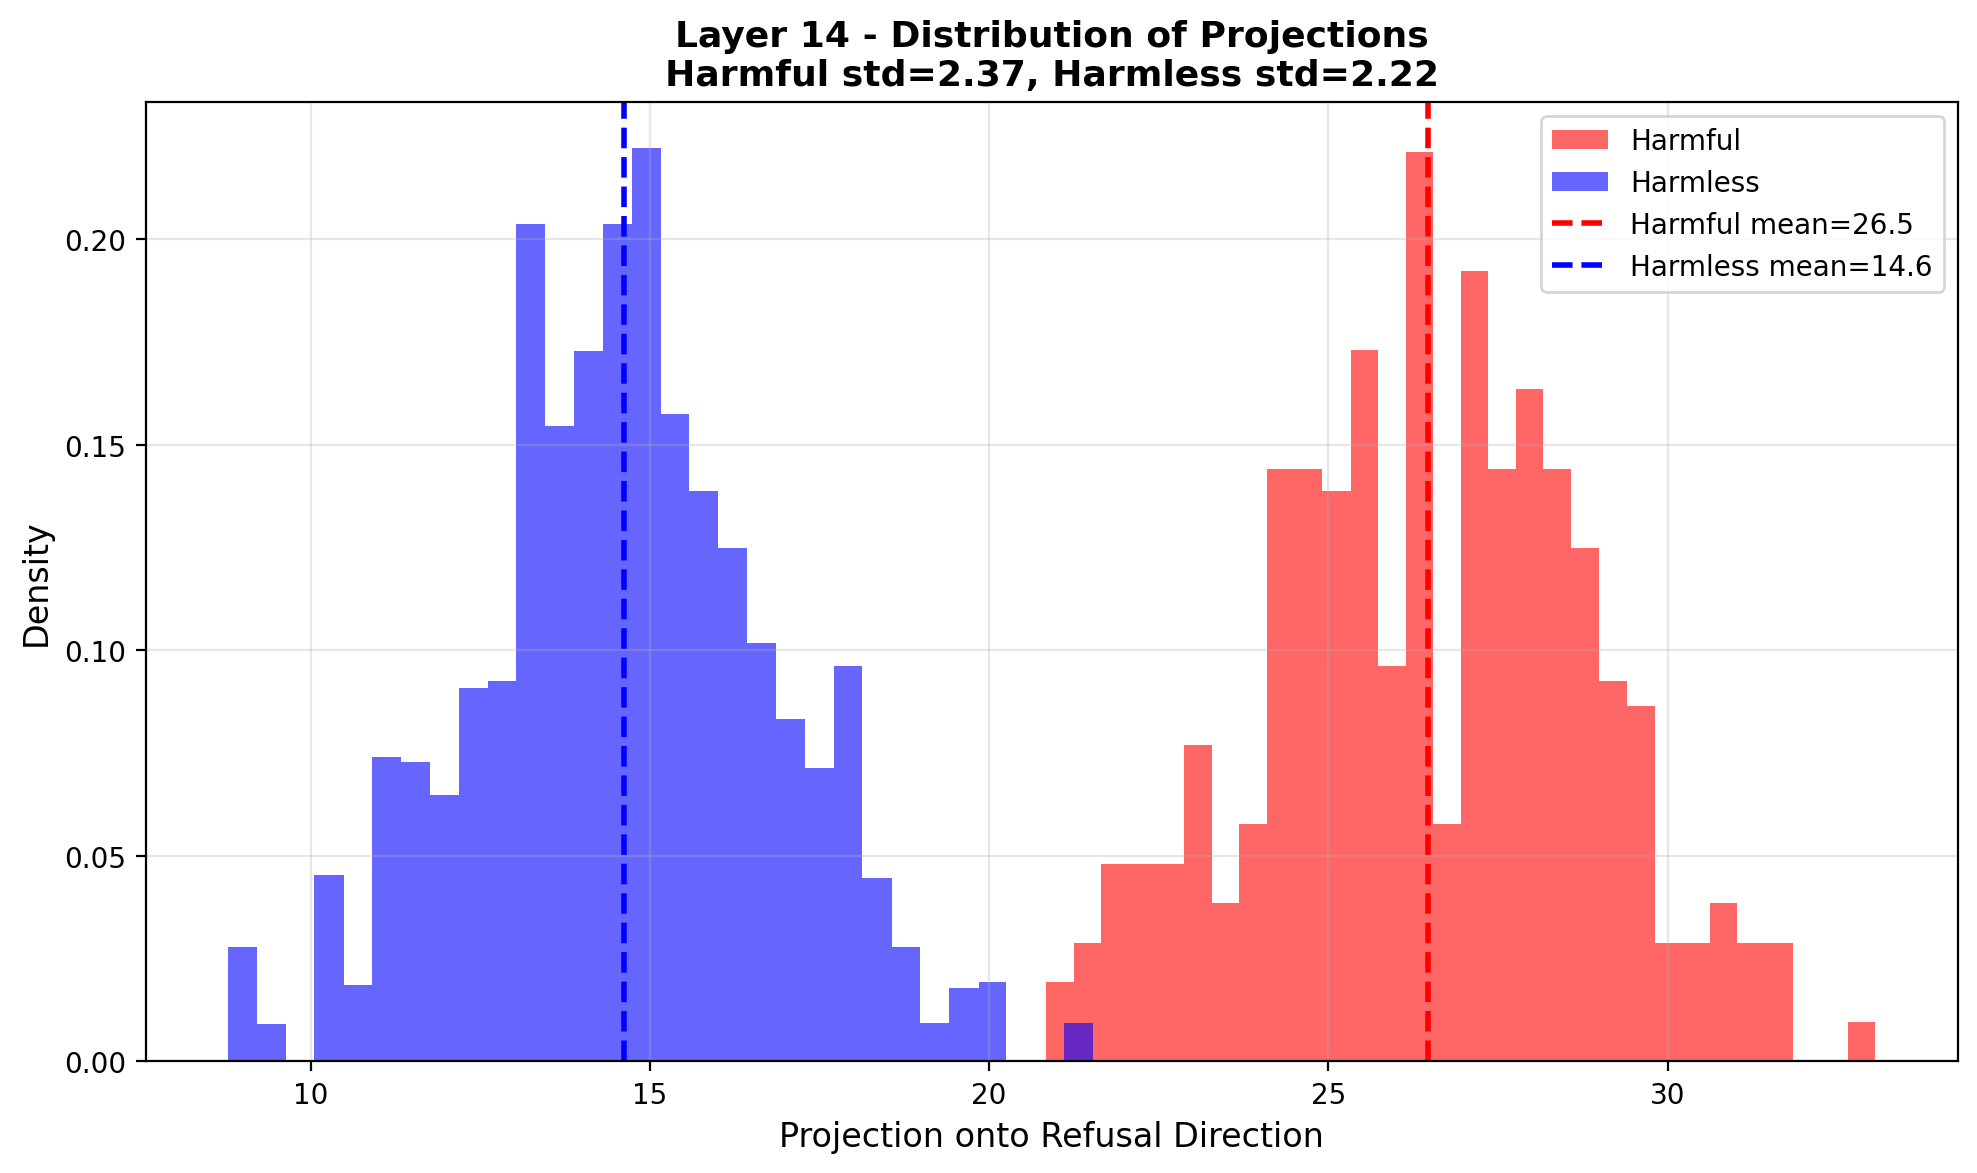 Layer 14 - Distribution of Projections
Harmful std=2.37, Harmless std=2.22
Harmful
Harmless
Harmful mean=26.5
Harmless mean=14.6
Density
0.20
0.15
0.10
0.05
0.00
10
15
20
25
30
Projection onto Refusal Direction